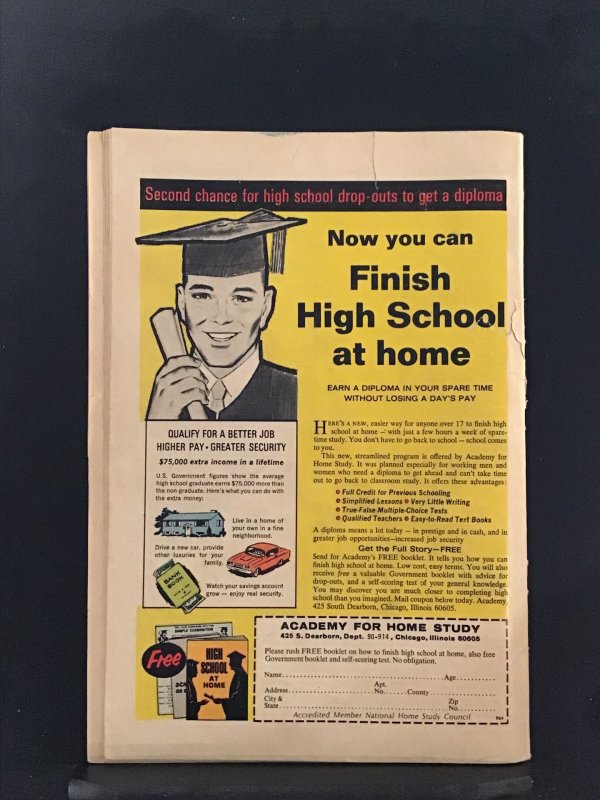 Second chance for high school drop-outs to get a diploma
Now you can
Finish
High School
at home
EARN A DIPLOMA IN YOUR SPARE TIME
WITHOUT LOSING A DAY'S PAY
HERE'S A NEW, easier way for anyone over 17 to finish high
school at home — with just a few hours a week of spare-
time study. You don't have to go back to school — school comes
to you.
This new, streamlined program is offered by Academy for
Home Study. It was planned especially for working men and
women who need a diploma to get ahead and can't take time
out to go back to classroom study. It offers these advantages:
Full Credit for Previous Schooling
Simplified Lessons Very Little Writing
True-False Multiple-Choice Tests
Qualified Teachers Easy-to-Read Text Books
A diploma means a lot today — in prestige and in cash, and in
greater job opportunities—increased job security
Get the Full Story—FREE
Send for Academy's FREE booklet. It tells you how you can
finish high school at home. Low cost, easy terms. You will also
receive free a valuable Government booklet with advice for
drop-outs, and a self-scoring test of your general knowledge.
You may discover you are much closer to completing high
school than you imagined. Mail coupon below today. Academy,
425 South Dearborn, Chicago, Illinois 60605.
QUALIFY FOR A BETTER JOB
HIGHER PAY • GREATER SECURITY
$75,000 extra income in a lifetime
U.S. Government figures show the average
high school graduate earns $75,000 more than
the non-graduate. Here's what you can do with
the extra money:
Live in a home of
your own in a fine
neighborhood.
Drive a new car, provide
other luxuries for your
family.
BANK
BOOK
Watch your savings account
grow — enjoy real security.
Free
SAMPLE EXAMINATION
HIGH
SCHOOL
AT
HOME
ACADEMY FOR HOME STUDY
425 S. Dearborn, Dept. 90-914, Chicago, Illinois 60605
Please rush FREE booklet on how to finish high school at home, also free
Government booklet and self-scoring test. No obligation.
Name Age
Address Apt. No. County
City & State Zip No.
Accredited Member National Home Study Council 964